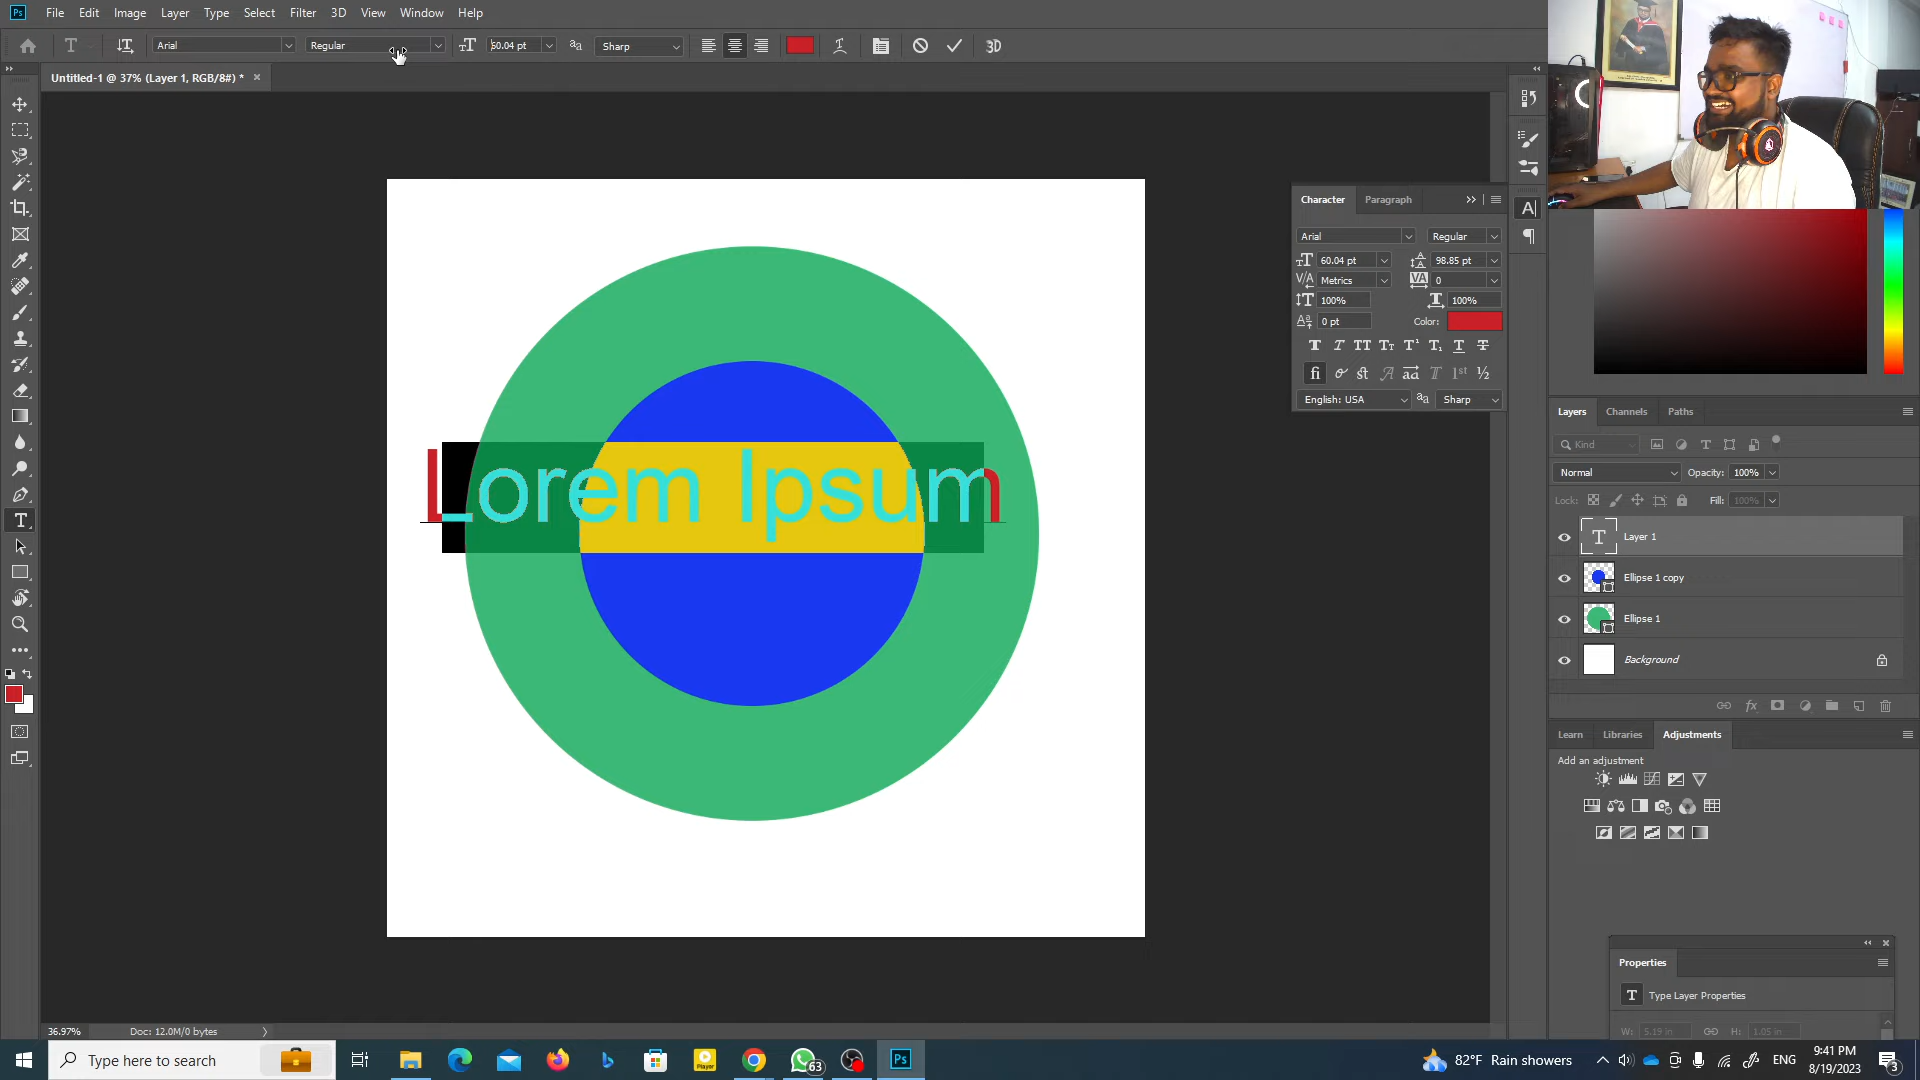 Ps File Edit Image Layer Type Select Filter 3D View Window Help
T Arial Regular 60.04 pt Sharp 3D
Untitled-1 @ 37% (Layer 1, RGB/8#) * ×
Lorem Ipsum
Character Paragraph
Arial Regular
60.04 pt 98.85 pt
Metrics 0
100% 100%
0 pt Color:
English: USA Sharp
Layers Channels Paths
Kind
Normal Opacity: 100%
Lock: Fill: 100%
T Layer 1
Ellipse 1 copy
Ellipse 1
Background
Learn Libraries Adjustments
Add an adjustment
Properties
T Type Layer Properties
W: 5.19 in H: 1.05 in
36.97% Doc: 12.0M/0 bytes
Type here to search
Player
63
Ps
82°F Rain showers
ENG
9:41 PM
8/19/2023
3